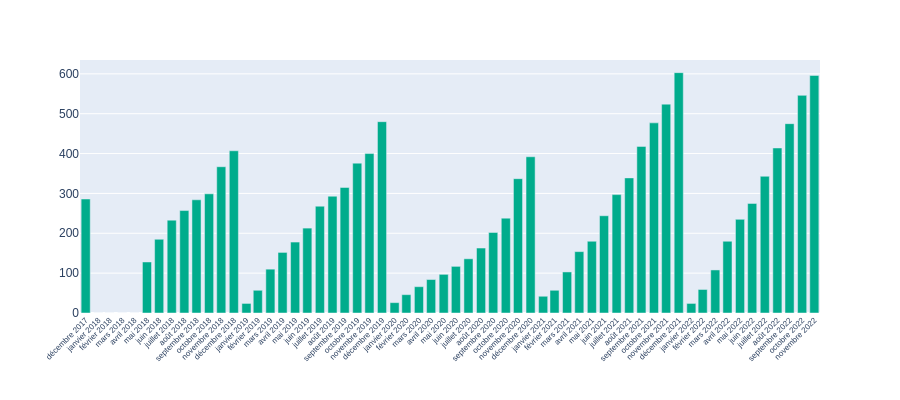 600
500
400
300
200
100
0
décembre 2017
janvier 2018
février 2018
mars 2018
avril 2018
mai 2018
juin 2018
juillet 2018
août 2018
septembre 2018
octobre 2018
novembre 2018
décembre 2018
janvier 2019
février 2019
mars 2019
avril 2019
mai 2019
juin 2019
juillet 2019
août 2019
septembre 2019
octobre 2019
novembre 2019
décembre 2019
janvier 2020
février 2020
mars 2020
avril 2020
mai 2020
juin 2020
juillet 2020
août 2020
septembre 2020
octobre 2020
novembre 2020
décembre 2020
janvier 2021
février 2021
mars 2021
avril 2021
mai 2021
juin 2021
juillet 2021
août 2021
septembre 2021
octobre 2021
novembre 2021
décembre 2021
janvier 2022
février 2022
mars 2022
avril 2022
mai 2022
juin 2022
juillet 2022
août 2022
septembre 2022
octobre 2022
novembre 2022